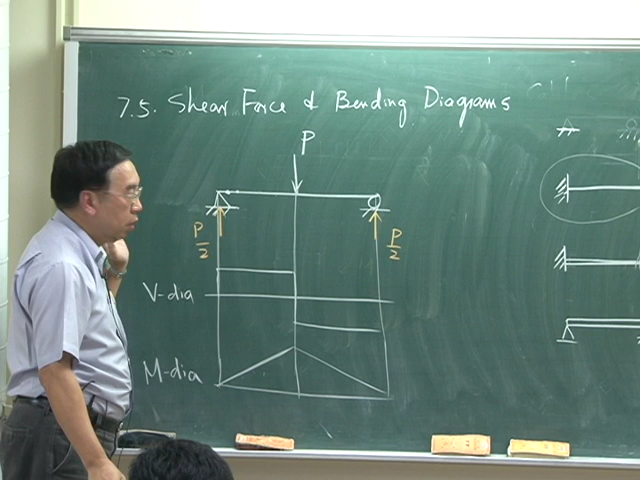 7.5. Shear Force & Bending Diagrams
P
P/2
P/2
V-dia
M-dia